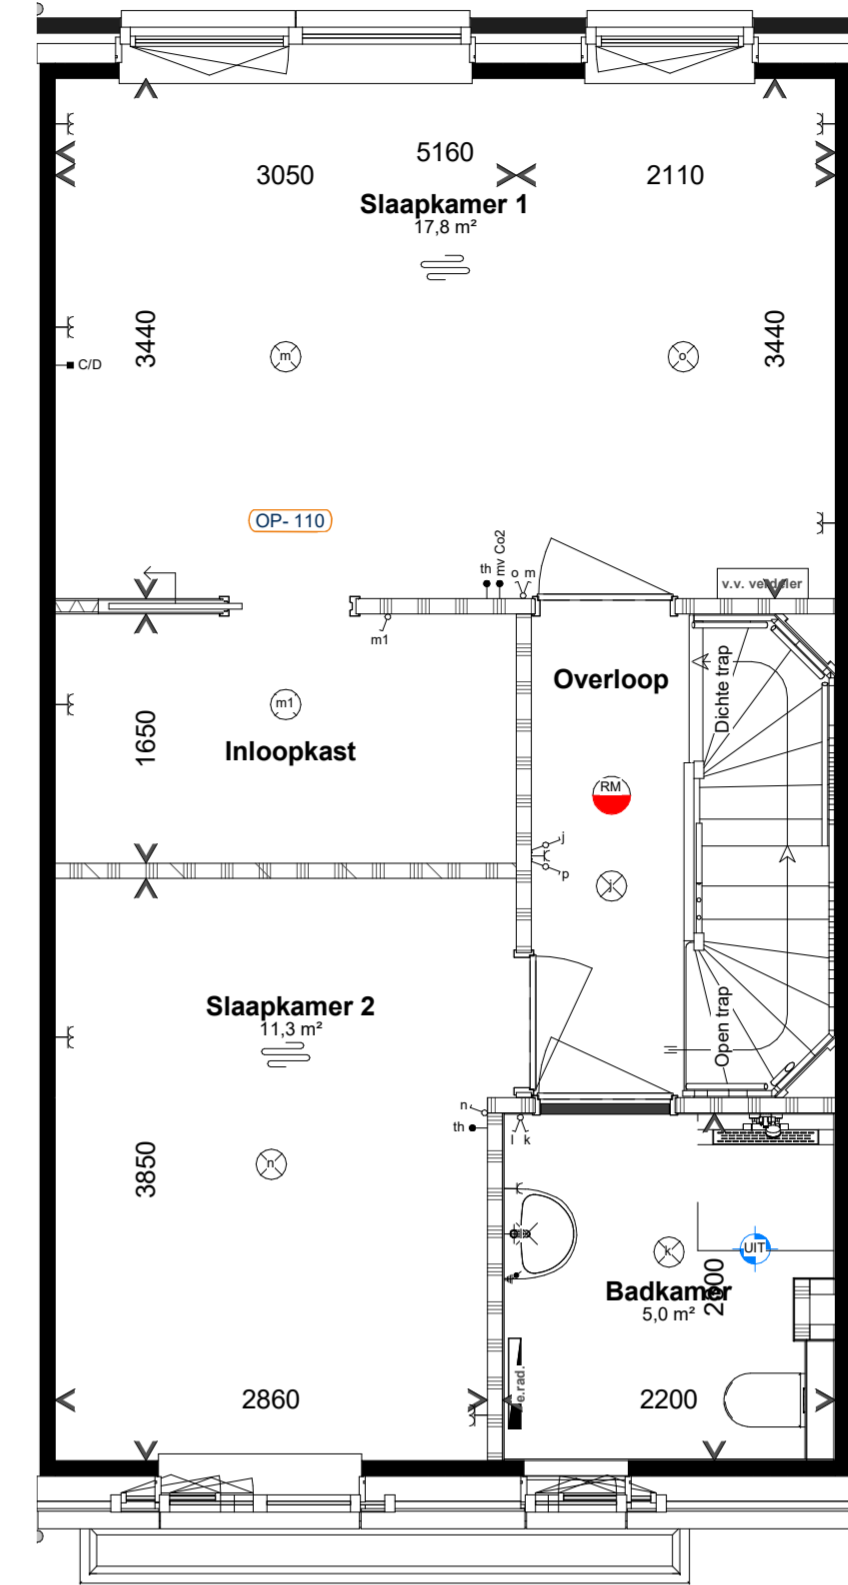 5160
3050
2110
Slaapkamer 1
17,8 m²
3440
3440
m
o
C/D
OP- 110
th
mv Co2
o m
v.v. verdeler
m1
Overloop
Dichte trap
m1
1650
Inloopkast
RM
j
p
j
Slaapkamer 2
11,3 m²
Open trap
n
th
l k
3850
n
k
UIT
2300
Badkamer
5,0 m²
e.rad.
2860
2200